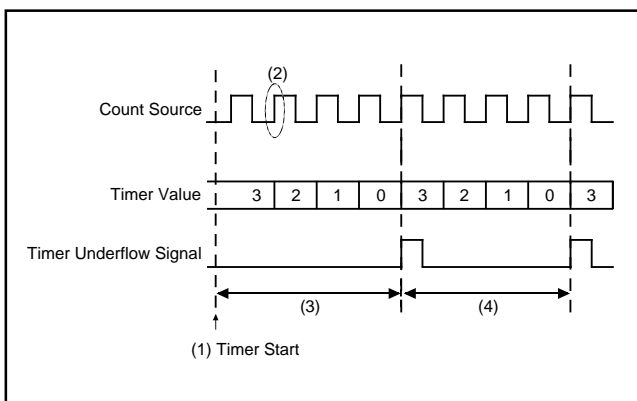 (2)
Count Source
Timer Value 3 2 1 0 3 2 1 0 3
Timer Underflow Signal
(3) (4)
(1) Timer Start